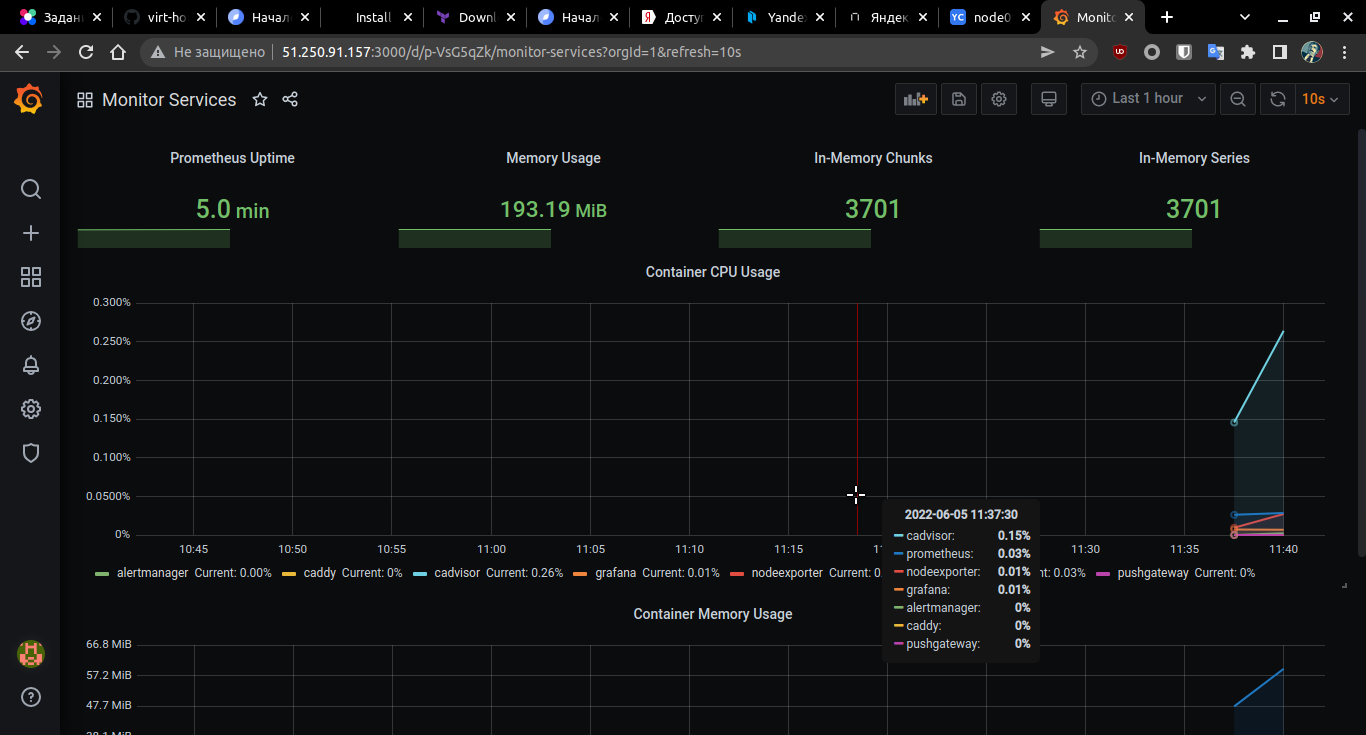 Задани
virt-ho
Начал
Install
Downl
Начал
Досту
Yande
Яндек
node0
Monito
Не защищено 51.250.91.157:3000/d/p-VsG5qZk/monitor-services?orgId=1&refresh=10s
Monitor Services
Last 1 hour
10s
Prometheus Uptime Memory Usage In-Memory Chunks In-Memory Series
5.0 min 193.19 MiB 3701 3701
Container CPU Usage
0.300%
0.250%
0.200%
0.150%
0.100%
0.0500%
0%
10:45 10:50 10:55 11:00 11:05 11:10 11:15 11:30 11:35 11:40
2022-06-05 11:37:30
cadvisor: 0.15%
prometheus: 0.03%
nodeexporter: 0.01%
grafana: 0.01%
alertmanager: 0%
caddy: 0%
pushgateway: 0%
alertmanager Current: 0.00% caddy Current: 0% cadvisor Current: 0.26% grafana Current: 0.01% nodeexporter Current: 0. nt: 0.03% pushgateway Current: 0%
Container Memory Usage
66.8 MiB
57.2 MiB
47.7 MiB